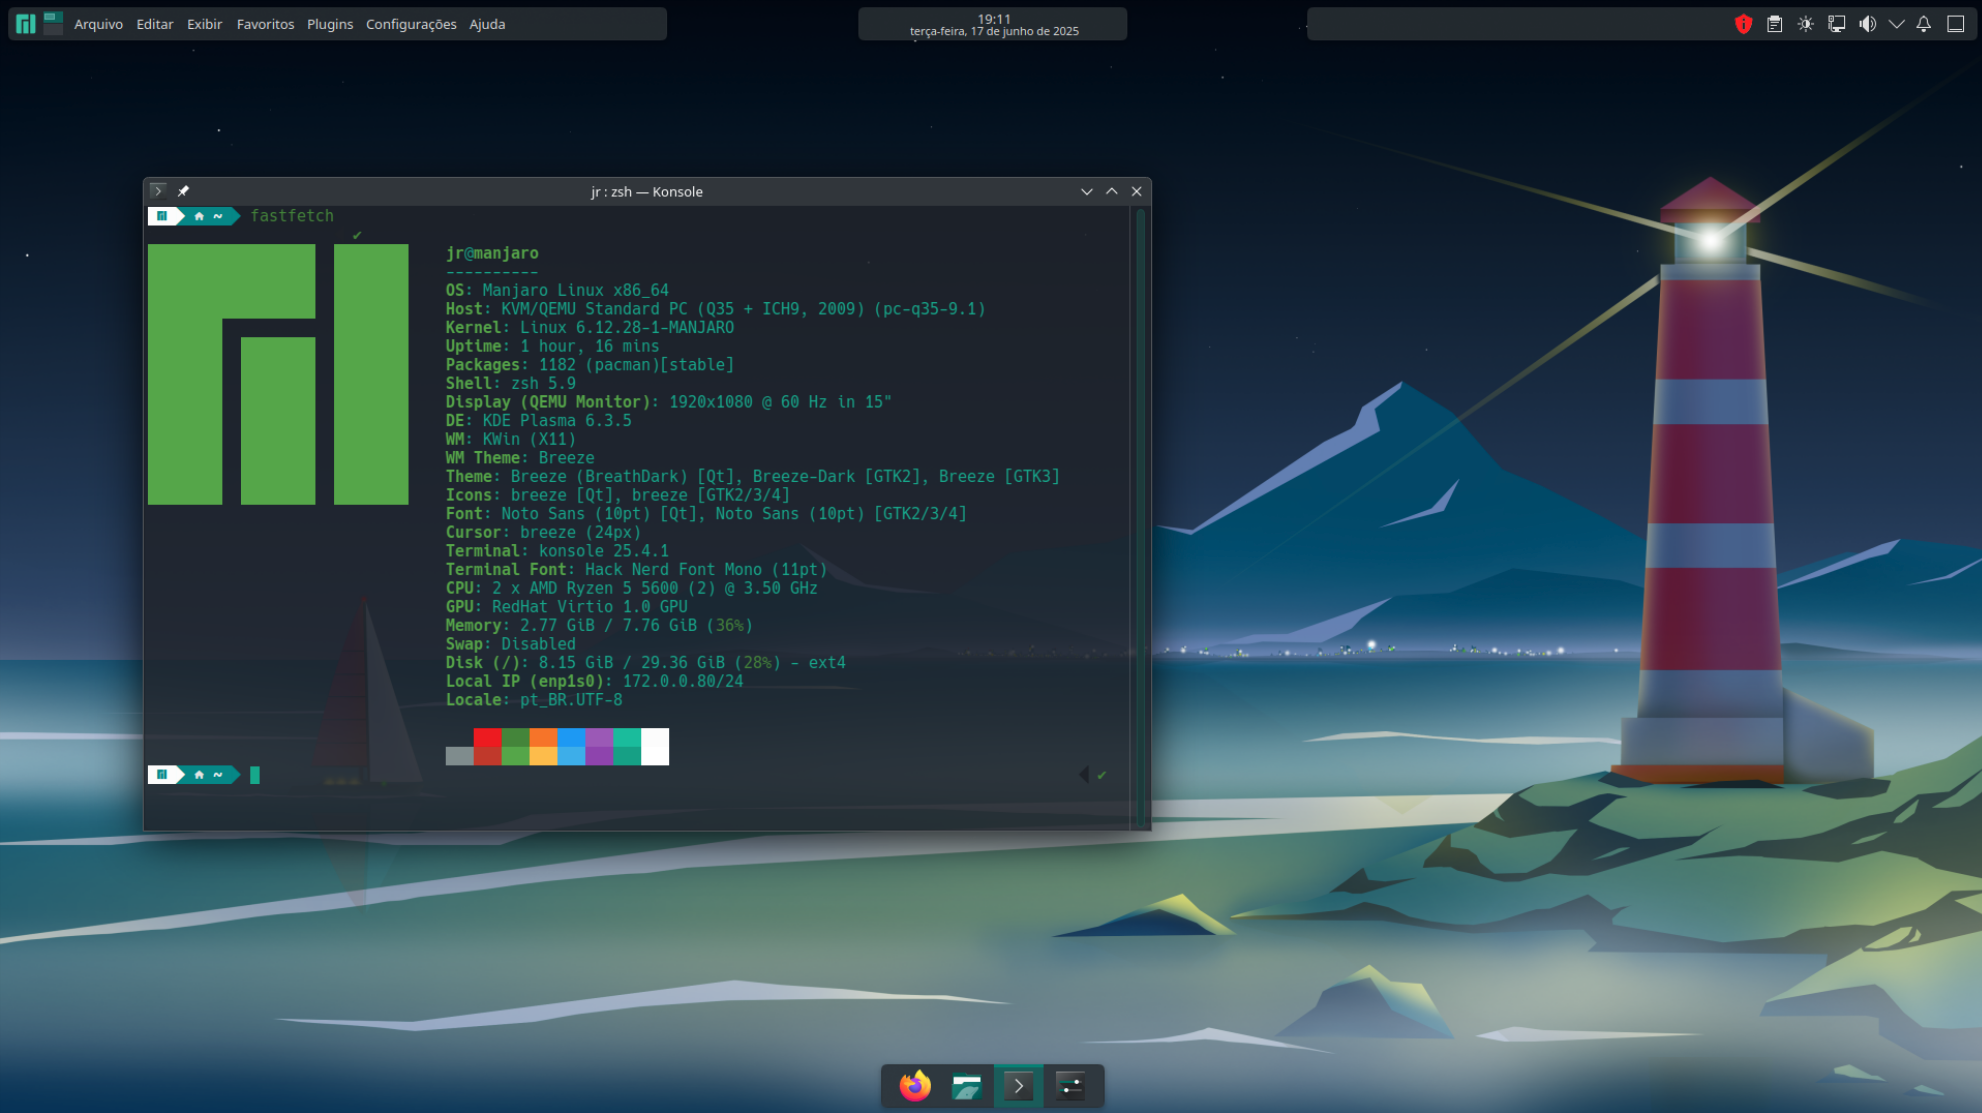 Arquivo Editar Exibir Favoritos Plugins Configurações Ajuda
19:11
terça-feira, 17 de junho de 2025
jr : zsh — Konsole
~ fastfetch
jr@manjaro
----------
OS: Manjaro Linux x86_64
Host: KVM/QEMU Standard PC (Q35 + ICH9, 2009) (pc-q35-9.1)
Kernel: Linux 6.12.28-1-MANJARO
Uptime: 1 hour, 16 mins
Packages: 1182 (pacman)[stable]
Shell: zsh 5.9
Display (QEMU Monitor): 1920x1080 @ 60 Hz in 15"
DE: KDE Plasma 6.3.5
WM: KWin (X11)
WM Theme: Breeze
Theme: Breeze (BreathDark) [Qt], Breeze-Dark [GTK2], Breeze [GTK3]
Icons: breeze [Qt], breeze [GTK2/3/4]
Font: Noto Sans (10pt) [Qt], Noto Sans (10pt) [GTK2/3/4]
Cursor: breeze (24px)
Terminal: konsole 25.4.1
Terminal Font: Hack Nerd Font Mono (11pt)
CPU: 2 x AMD Ryzen 5 5600 (2) @ 3.50 GHz
GPU: RedHat Virtio 1.0 GPU
Memory: 2.77 GiB / 7.76 GiB (36%)
Swap: Disabled
Disk (/): 8.15 GiB / 29.36 GiB (28%) - ext4
Local IP (enp1s0): 172.0.0.80/24
Locale: pt_BR.UTF-8
~